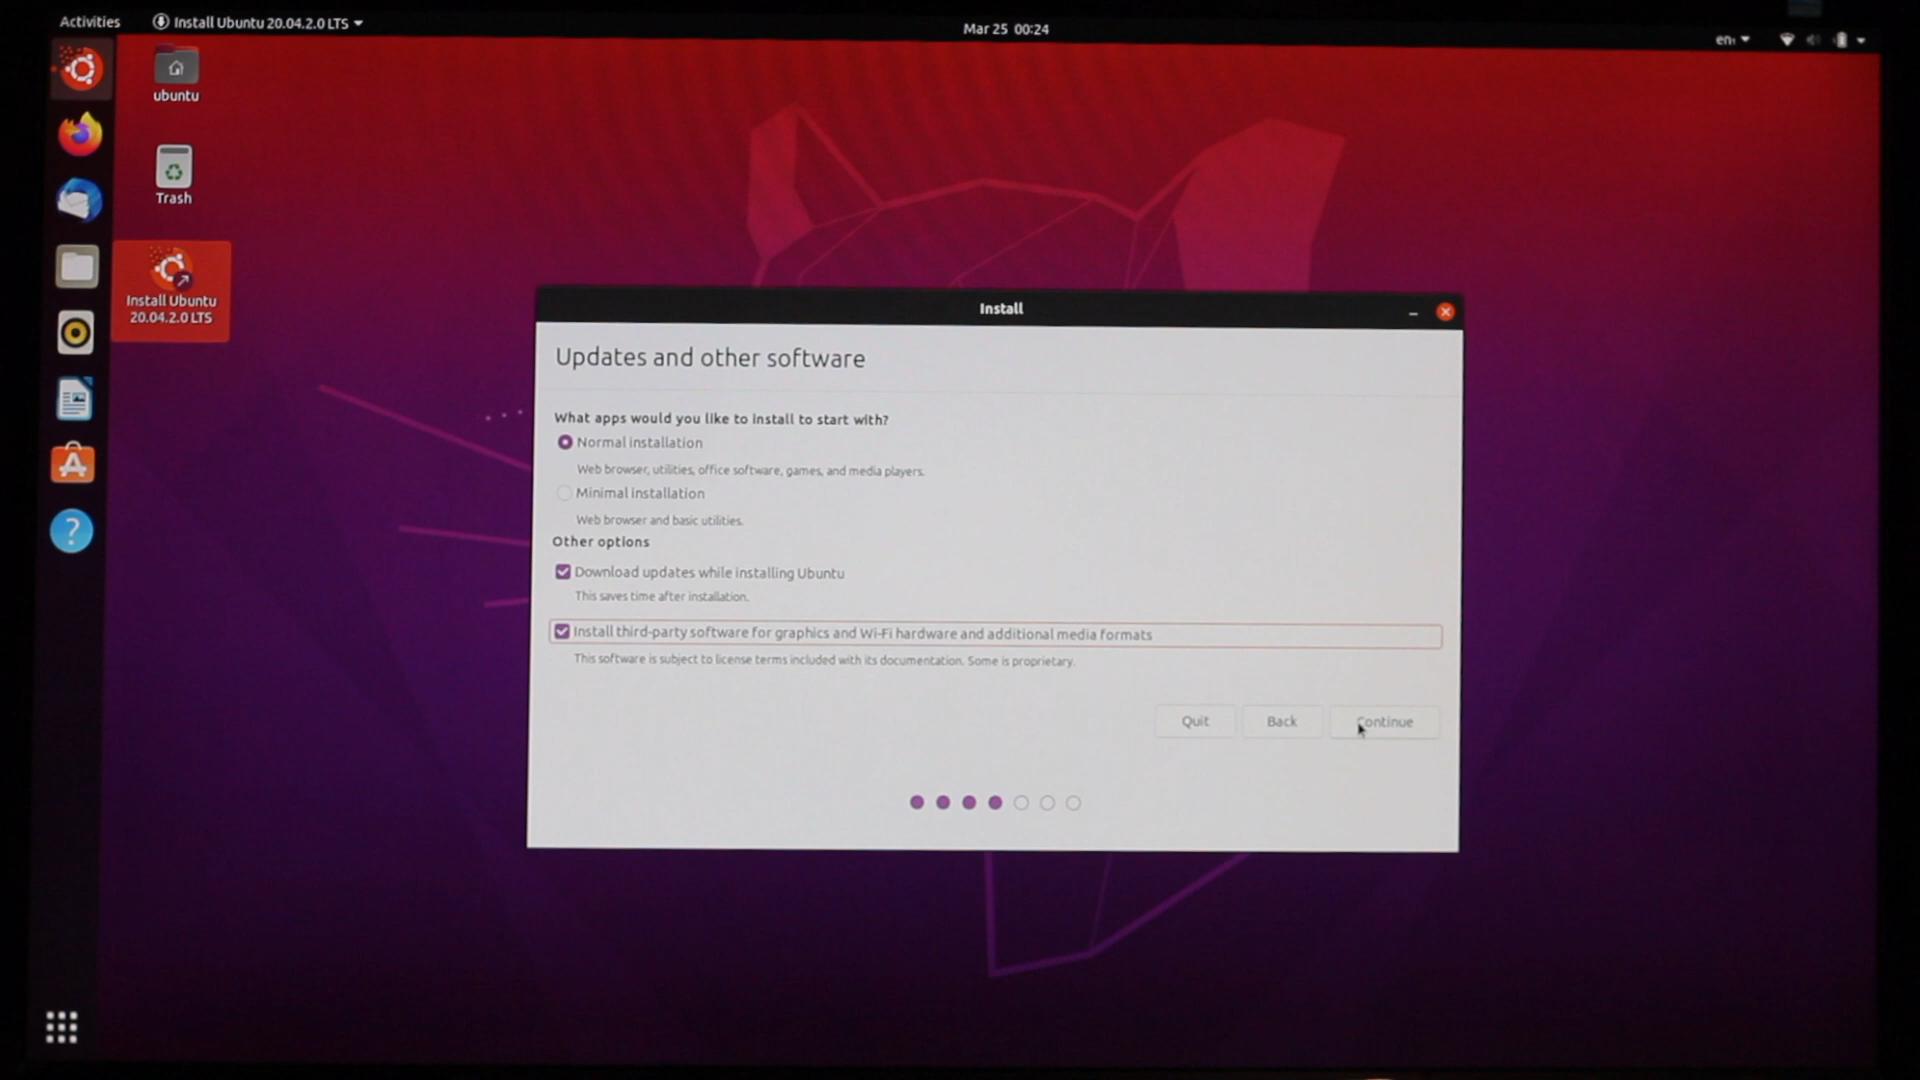 Activities
Install Ubuntu 20.04.2.0 LTS
Mar 25 00:24
en1
ubuntu
Trash
Install Ubuntu
20.04.2.0 LTS
Install
Updates and other software
What apps would you like to install to start with?
Normal installation
Web browser, utilities, office software, games, and media players.
Minimal installation
Web browser and basic utilities.
Other options
Download updates while installing Ubuntu
This saves time after installation.
Install third-party software for graphics and Wi-Fi hardware and additional media formats
This software is subject to license terms included with its documentation. Some is proprietary.
Quit
Back
Continue